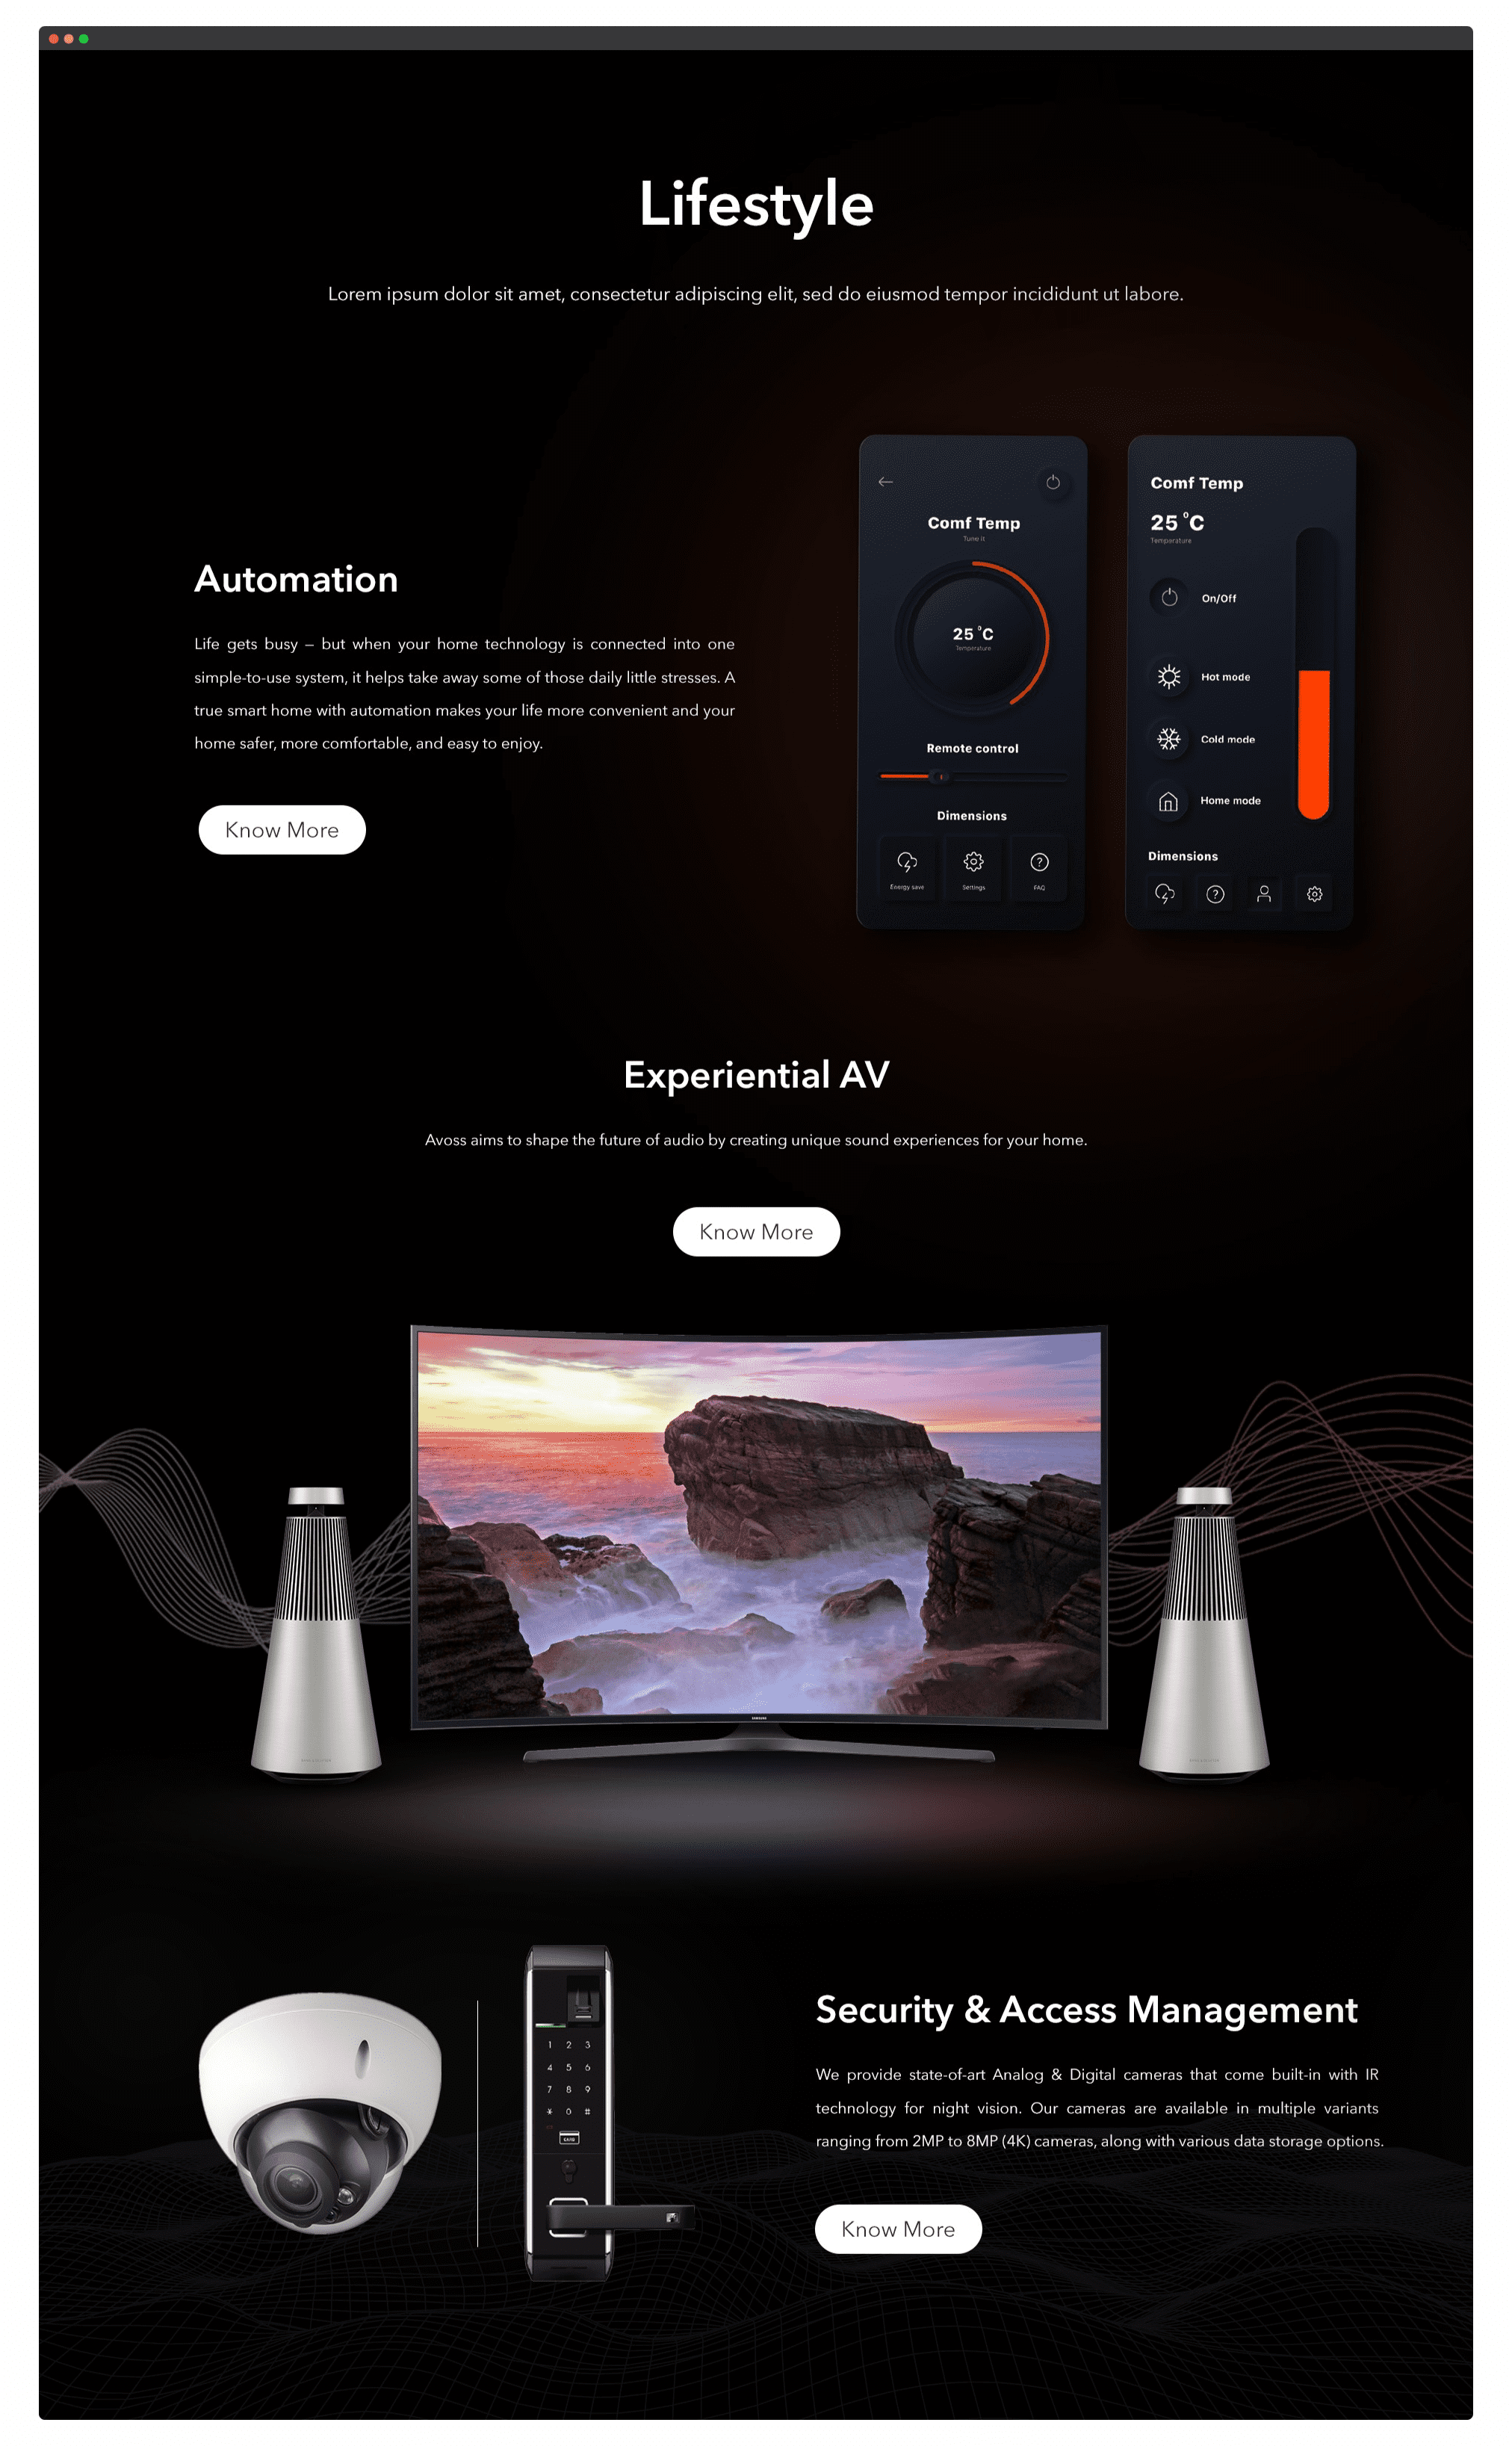 Lifestyle
Lorem ipsum dolor sit amet, consectetur adipiscing elit, sed do eiusmod tempor incididunt ut labore.
Automation
Life gets busy – but when your home technology is connected into one
simple-to-use system, it helps take away some of those daily little stresses. A
true smart home with automation makes your life more convenient and your
home safer, more comfortable, and easy to enjoy.
Know More
Comf Temp
Tune it
25 °C
Temperature
Remote control
Dimensions
Energy save
Settings
FAQ
Comf Temp
25 °C
Temperature
On/Off
Hot mode
Cold mode
Home mode
Dimensions
Experiential AV
Avoss aims to shape the future of audio by creating unique sound experiences for your home.
Know More
SAMSUNG
1 2 3
4 5 6
7 8 9
* 0 #
CARD
Security & Access Management
We provide state-of-art Analog & Digital cameras that come built-in with IR
technology for night vision. Our cameras are available in multiple variants
ranging from 2MP to 8MP (4K) cameras, along with various data storage options.
Know More